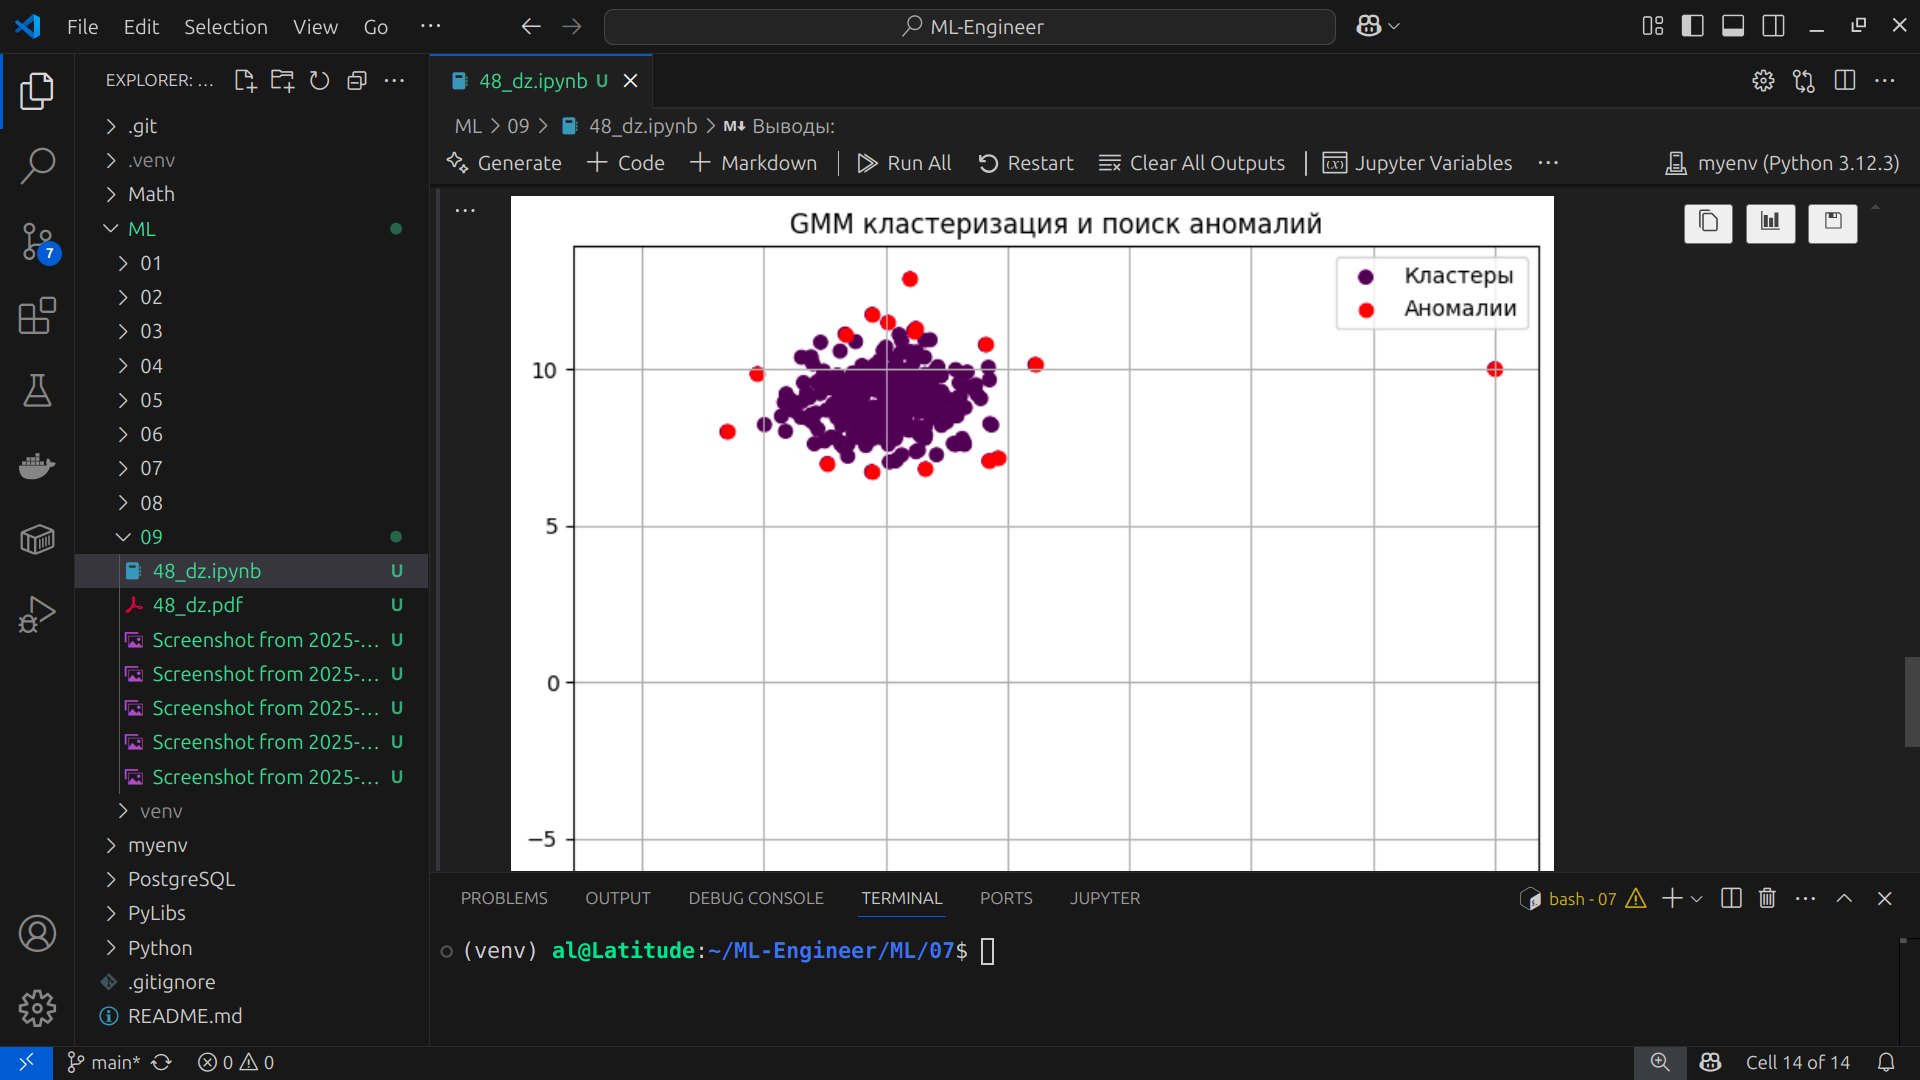 File Edit Selection View Go
ML-Engineer
EXPLORER: ...
.git
.venv
Math
ML
01
02
03
04
05
06
07
08
09
48_dz.ipynb U
48_dz.pdf U
Screenshot from 2025-... U
Screenshot from 2025-... U
Screenshot from 2025-... U
Screenshot from 2025-... U
Screenshot from 2025-... U
venv
myenv
PostgreSQL
PyLibs
Python
.gitignore
README.md
7
48_dz.ipynb U
ML > 09 > 48_dz.ipynb > M↓ Выводы:
Generate + Code + Markdown | Run All Restart Clear All Outputs | Jupyter Variables ... myenv (Python 3.12.3)
GMM кластеризация и поиск аномалий
Кластеры
Аномалии
10
5
0
−5
PROBLEMS OUTPUT DEBUG CONSOLE TERMINAL PORTS JUPYTER
bash - 07
(venv) al@Latitude:~/ML-Engineer/ML/07$
main* 0 0
Cell 14 of 14